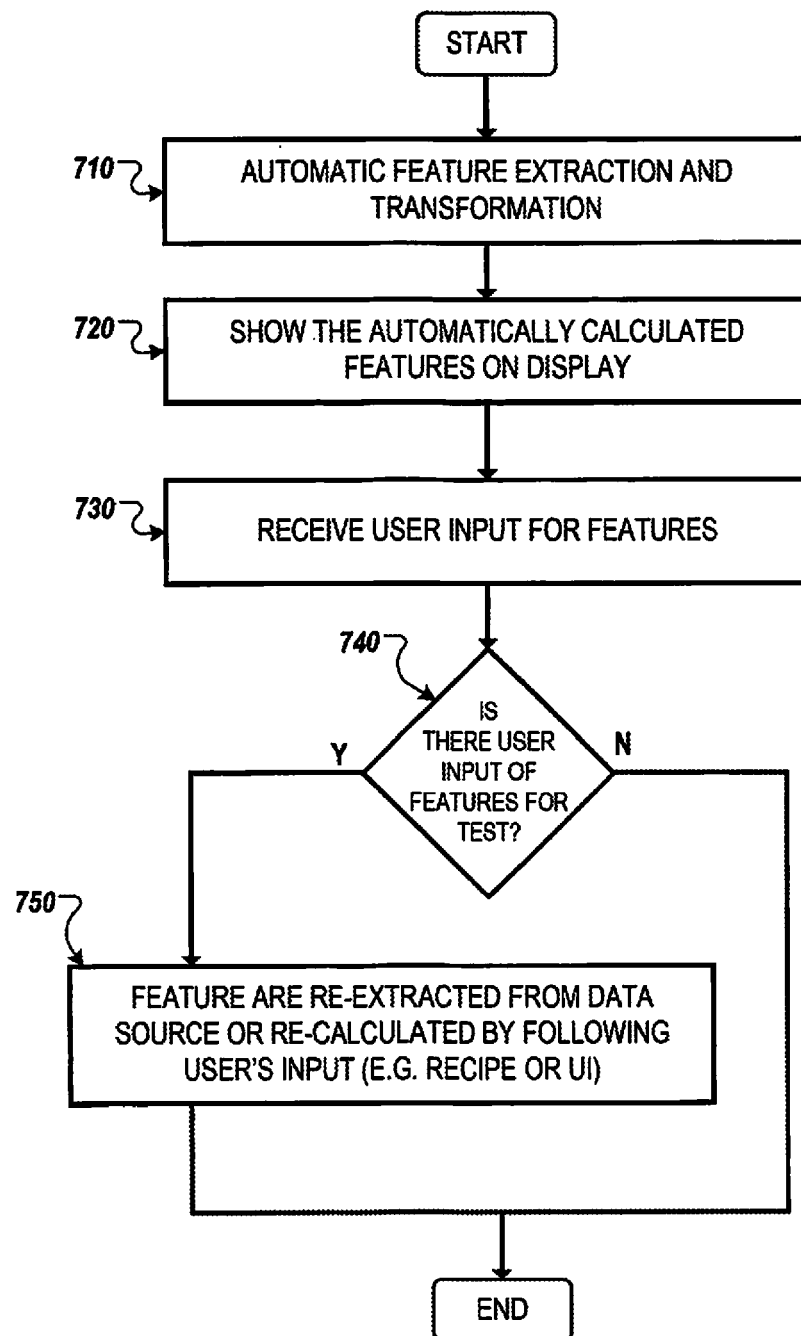 START
710
AUTOMATIC FEATURE EXTRACTION AND
TRANSFORMATION
720
SHOW THE AUTOMATICALLY CALCULATED
FEATURES ON DISPLAY
730
RECEIVE USER INPUT FOR FEATURES
740
IS
THERE USER
INPUT OF
FEATURES FOR
TEST?
Y
N
750
FEATURE ARE RE-EXTRACTED FROM DATA
SOURCE OR RE-CALCULATED BY FOLLOWING
USER'S INPUT (E.G. RECIPE OR UI)
END